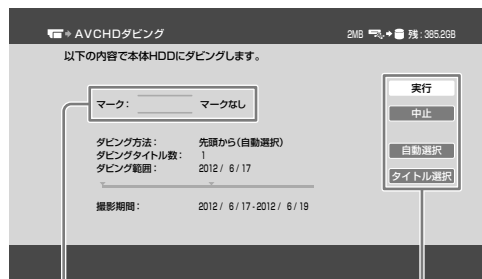 AVCHDダビング
2MB 残:385.2GB
以下の内容で本体HDDにダビングします。
マーク: マークなし
実行
中止
ダビング方法: 先頭から(自動選択)
ダビングタイトル数: 1
ダビング範囲: 2012/ 6/17
自動選択
タイトル選択
撮影期間: 2012/ 6/17-2012/ 6/19